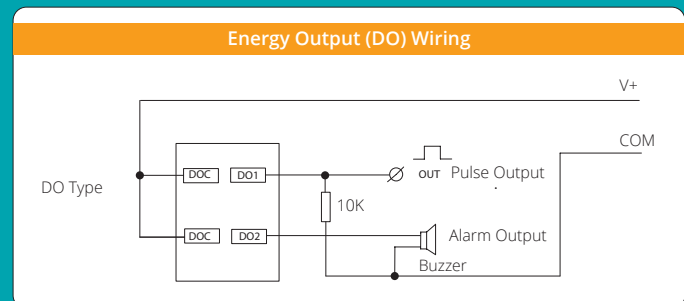 Energy Output (DO) Wiring
V+
COM
DOC DO1
OUT Pulse Output
DO Type
10K
DOC DO2
Alarm Output
Buzzer